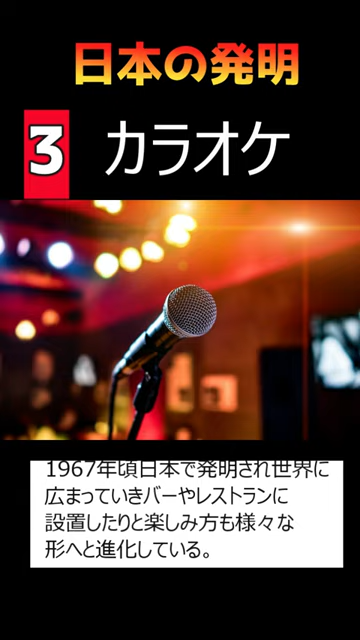 日本の発明
3 カラオケ
1967年頃日本で発明され世界に
広まっていきバーやレストランに
設置したりと楽しみ方も様々な
形へと進化している。